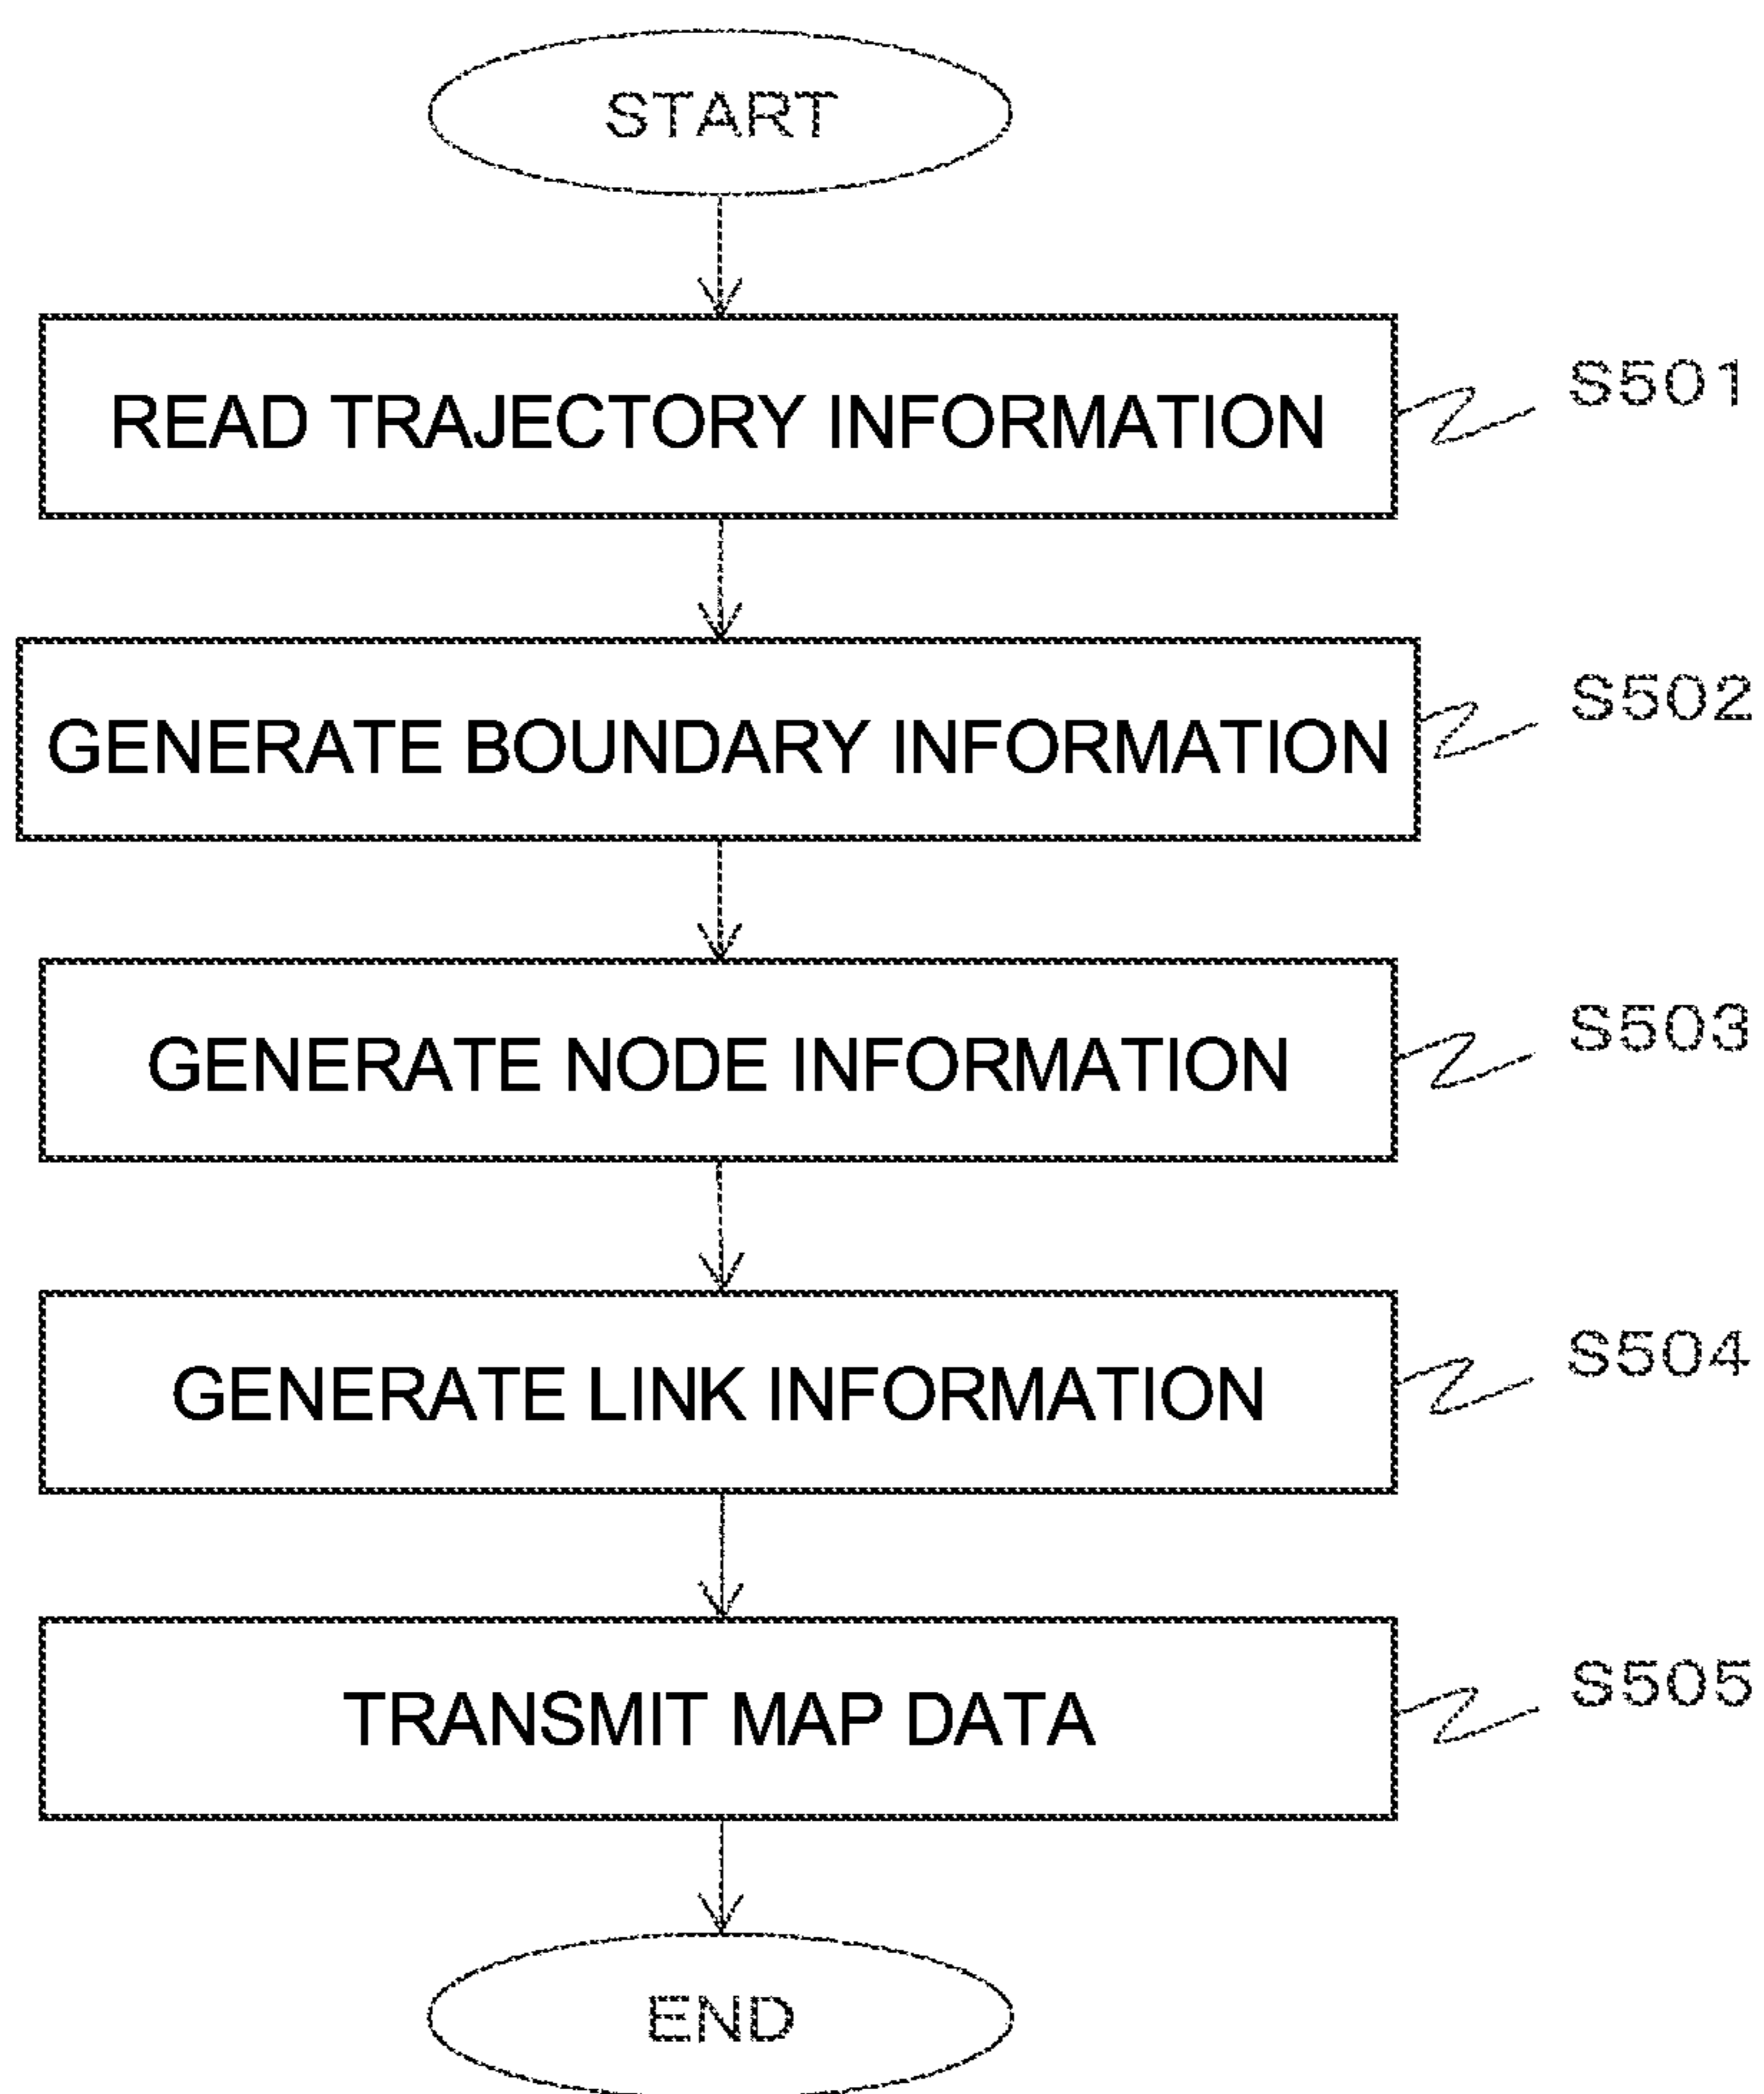 START
READ TRAJECTORY INFORMATION
S501
GENERATE BOUNDARY INFORMATION
S502
GENERATE NODE INFORMATION
S503
GENERATE LINK INFORMATION
S504
TRANSMIT MAP DATA
S505
END